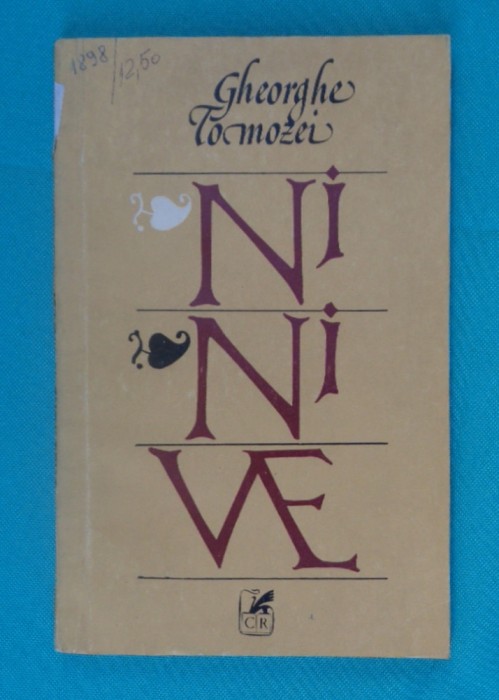 1898/12,50
Gheorghe
Tomozei
Ni
Ni
VE
CR